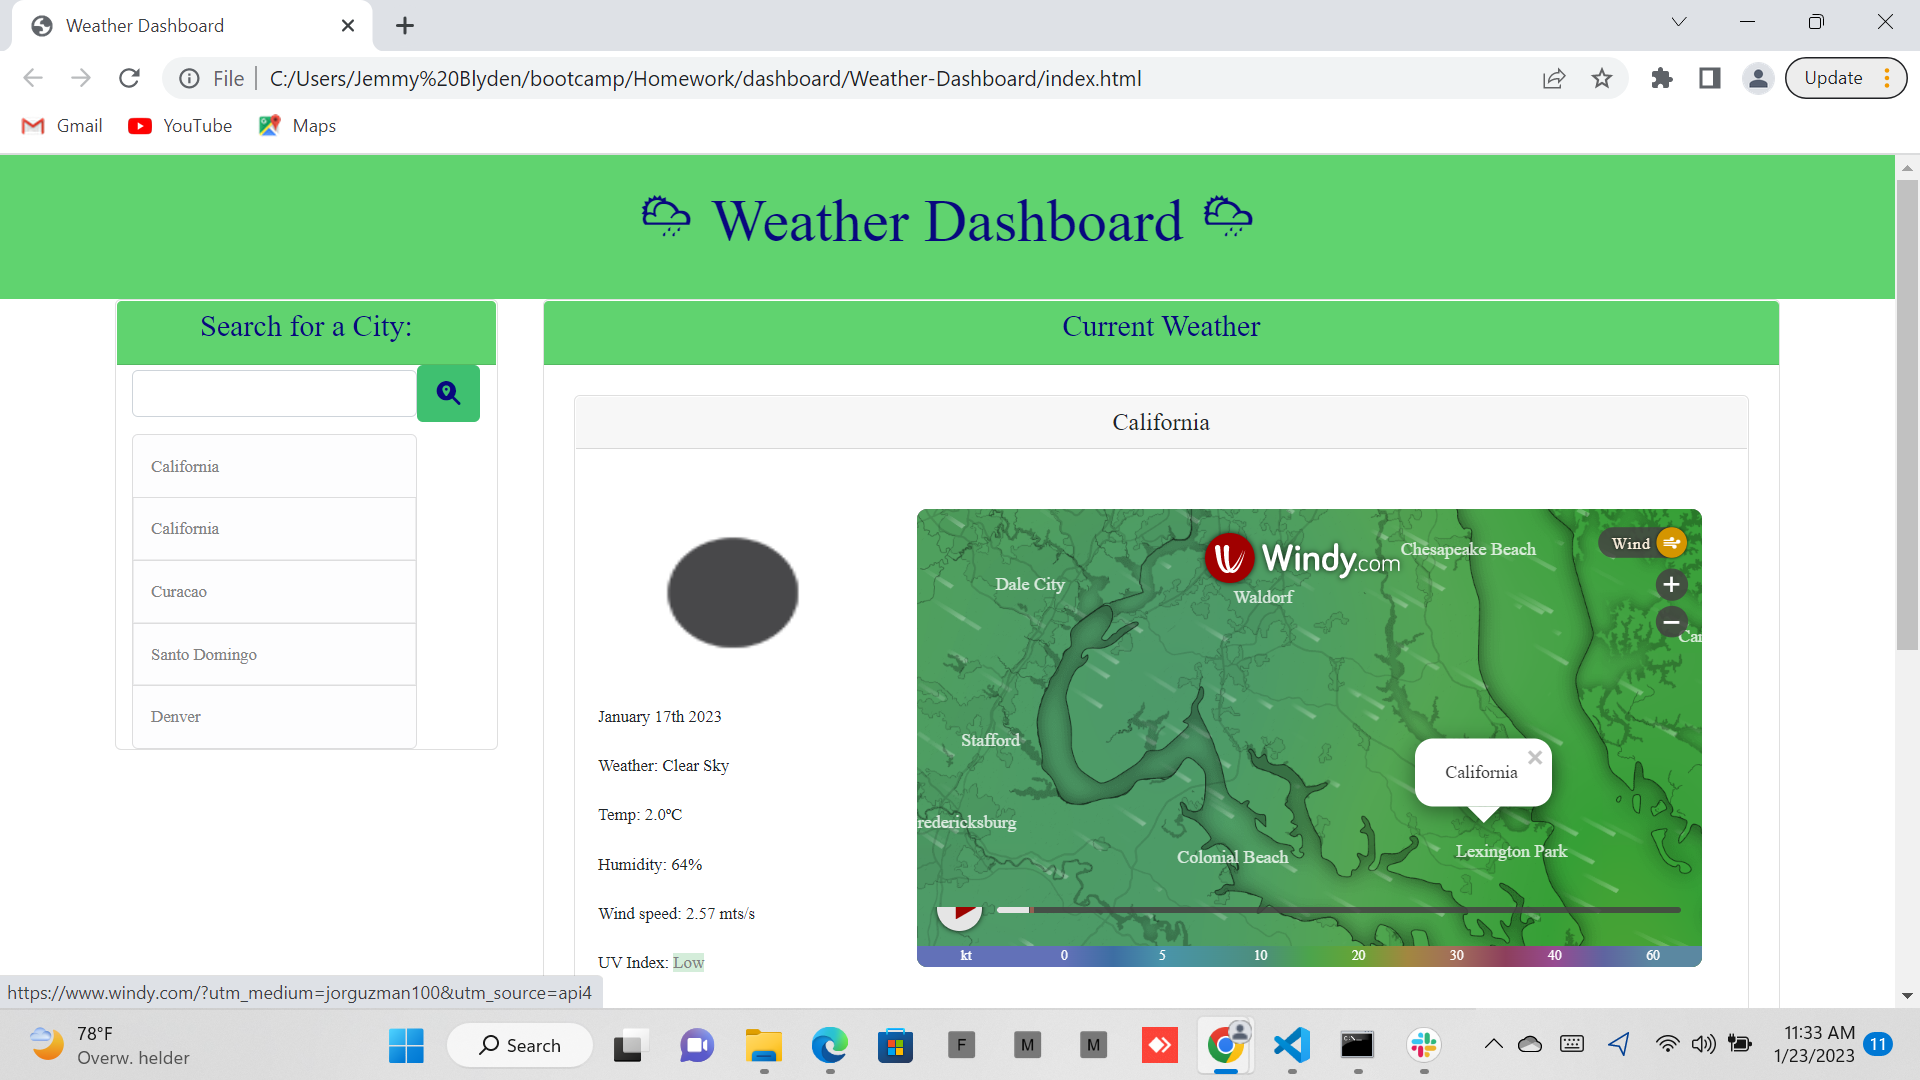 Weather Dashboard
File
C:/Users/Jemmy%20Blyden/bootcamp/Homework/dashboard/Weather-Dashboard/index.html
Update
Gmail
YouTube
Maps
Weather Dashboard
Search for a City:
California
California
Curacao
Santo Domingo
Denver
Current Weather
California
January 17th 2023
Weather: Clear Sky
Temp: 2.0°C
Humidity: 64%
Wind speed: 2.57 mts/s
UV Index: Low
Windy.com
Chesapeake Beach
Wind
Dale City
Waldorf
+
−
Car
Stafford
California
redericksburg
Colonial Beach
Lexington Park
kt 0 5 10 20 30 40 60
https://www.windy.com/?utm_medium=jorguzman100&utm_source=api4
78°F
Overw. helder
Search
F
M
M
11:33 AM
1/23/2023
11